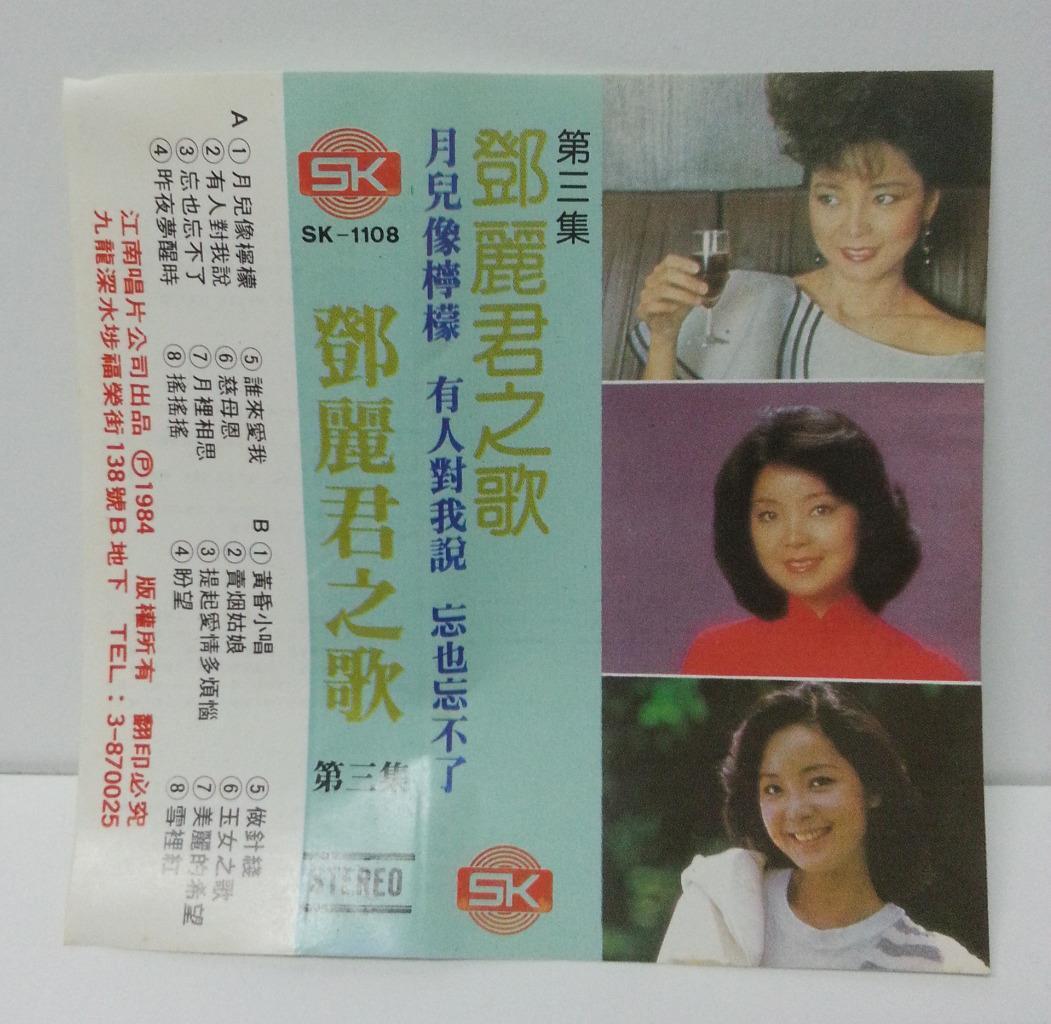 第三集
鄧麗君之歌
月兒像檸檬 有人對我說 忘也忘不了
SK
SK
SK-1108
鄧麗君之歌
第三集
STEREO
A ①月兒像檸檬
②有人對我說
③忘也忘不了
④昨夜夢醒時
⑤誰來愛我
⑥慈母恩
⑦月裡相思
⑧搖搖搖
B ①黃昏小唱
②賣烟姑娘
③提起愛情多煩惱
④盼望
⑤做針綫
⑥玉女之歌
⑦美麗的希望
⑧雪裡紅
江南唱片公司出品 Ⓟ1984 版權所有 翻印必究
九龍深水埗福榮街138號B地下 TEL：3-870025